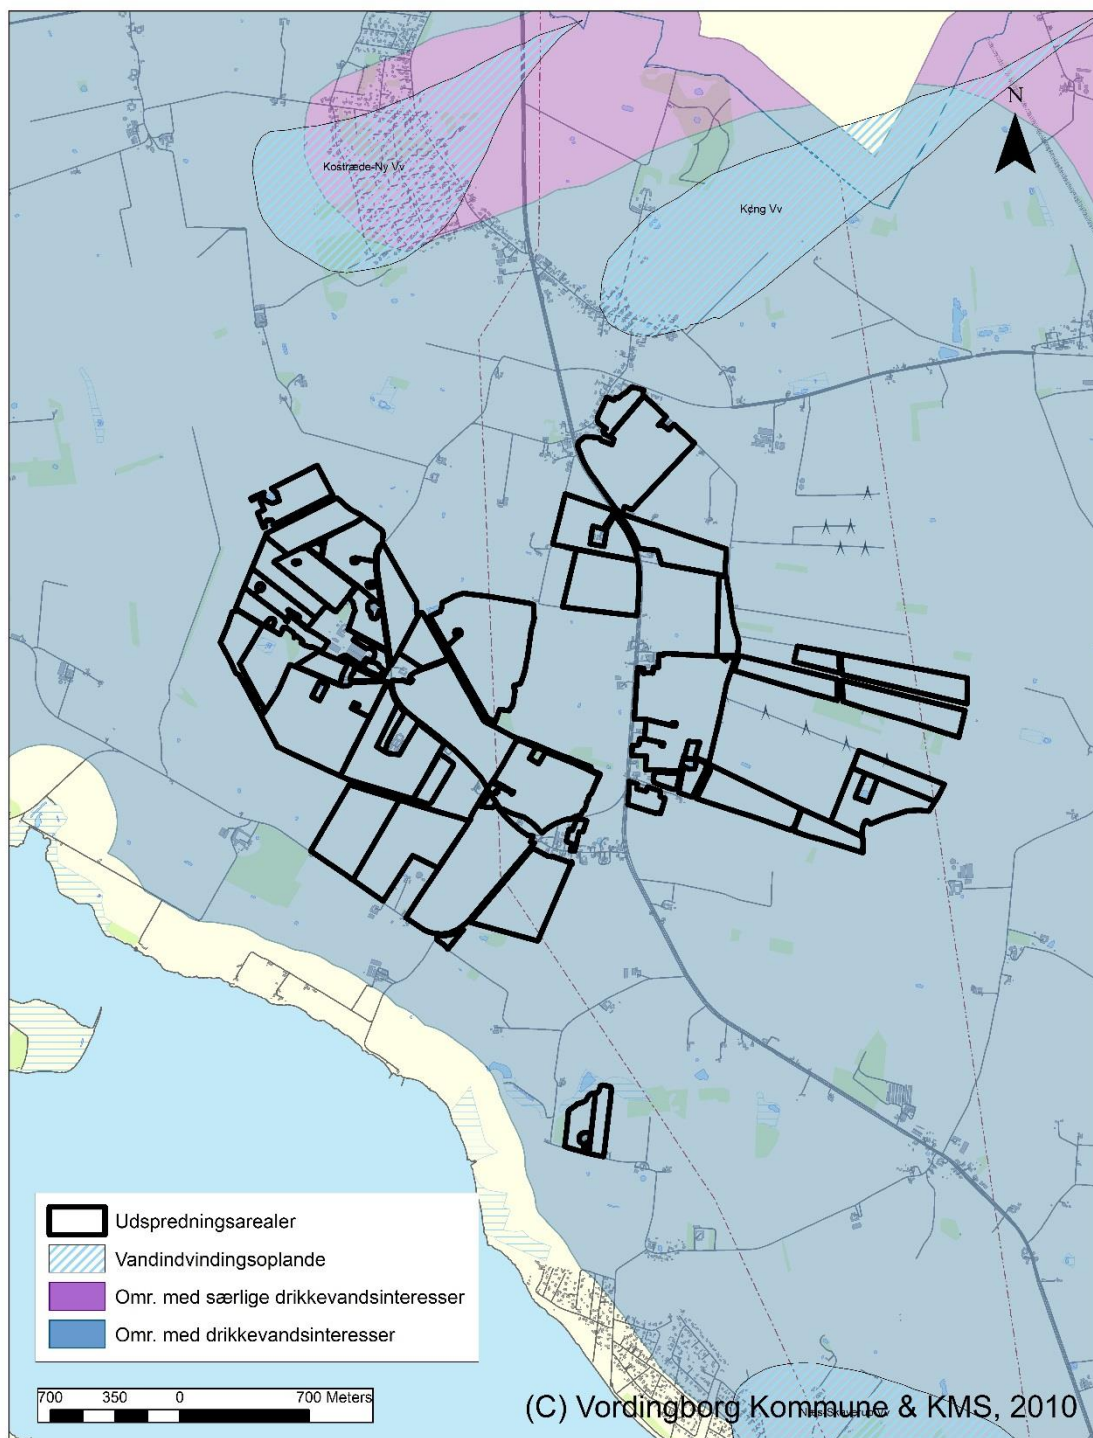 N
Kostræde-Ny Vv
Køng Vv
Udspredningsarealer
Vandindvindingsoplande
Omr. med særlige drikkevandsinteresser
Omr. med drikkevandsinteresser
700 350 0 700 Meters
(C) Vordingborg Kommune & KMS, 2010